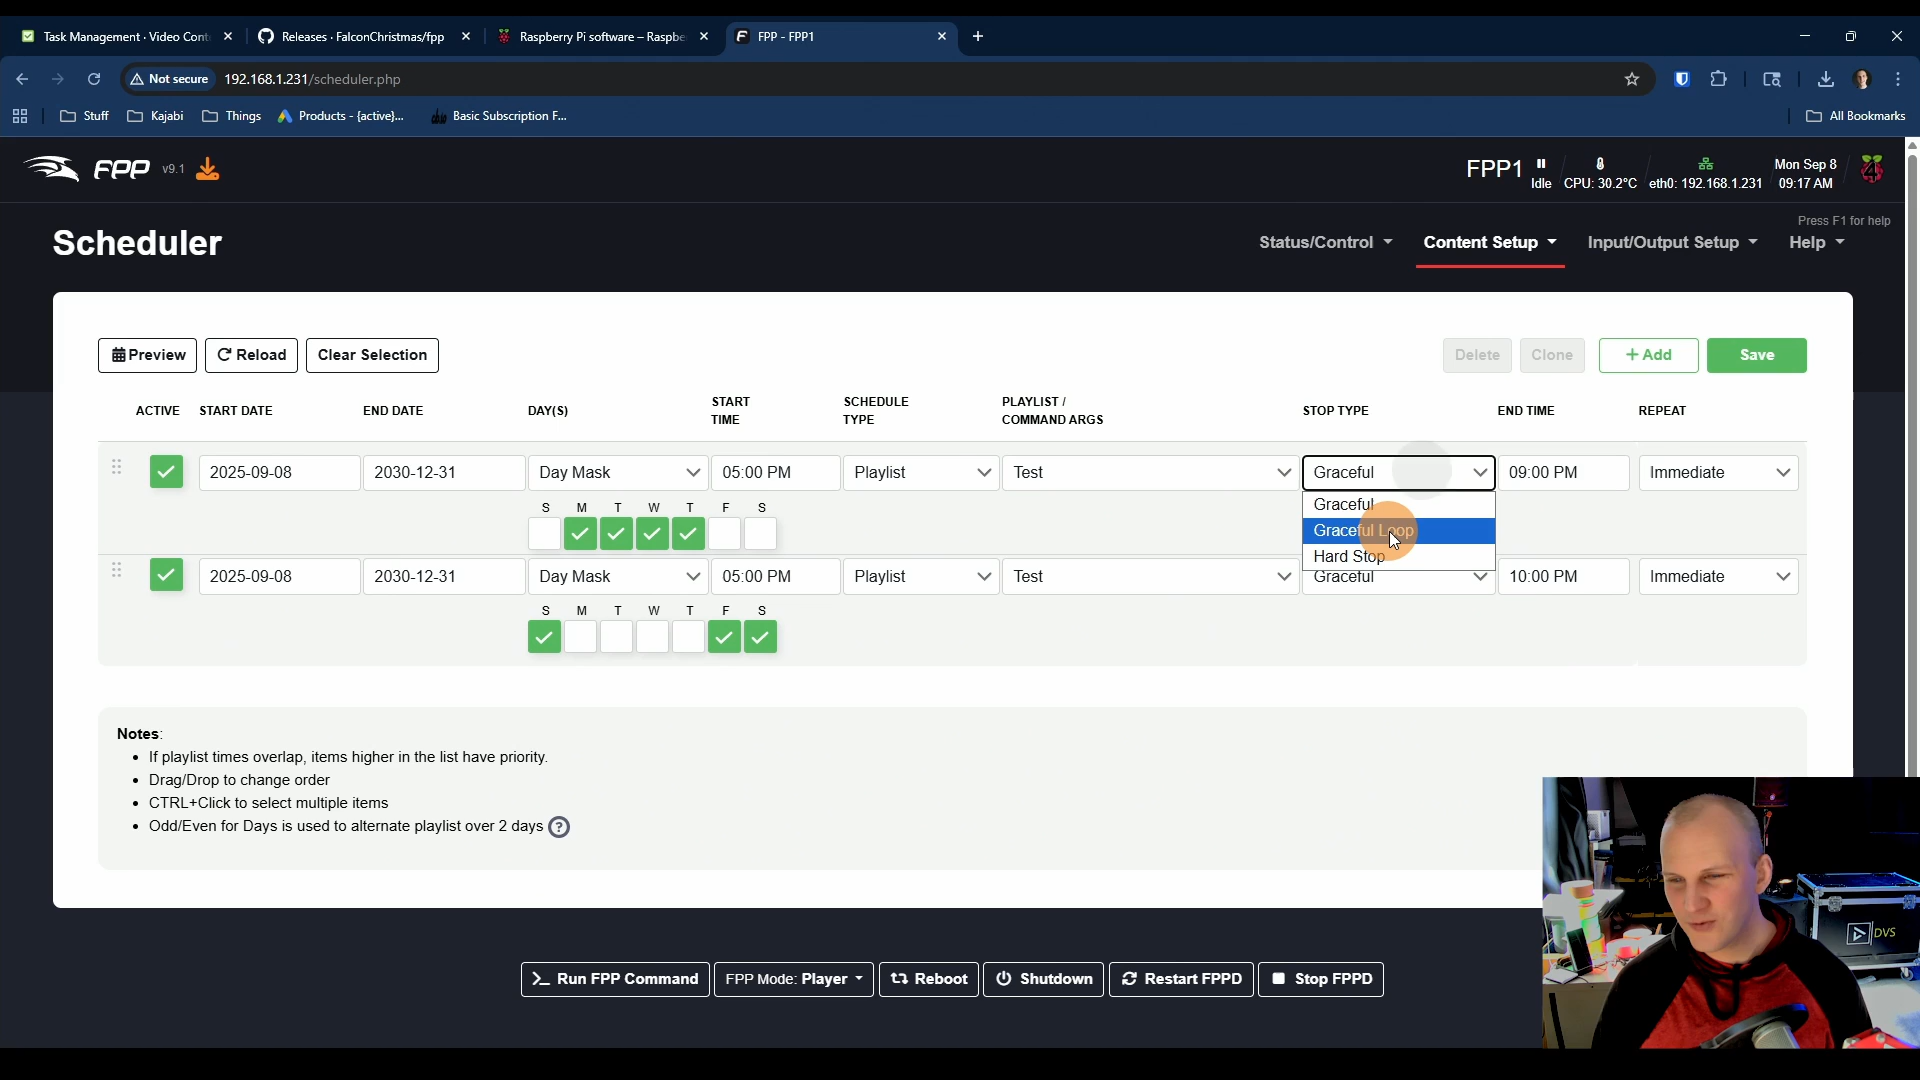 Task Management · Video Cont
Releases · FalconChristmas/fpp
Raspberry Pi software – Raspbe
FPP - FPP1
Not secure
192.168.1.231/scheduler.php
Stuff
Kajabi
Things
Products - {active}...
Basic Subscription F...
All Bookmarks
FPP v9.1
FPP1
Idle
CPU: 30.2°C
eth0: 192.168.1.231
Mon Sep 8
09:17 AM
4
Press F1 for help
Scheduler
Status/Control
Content Setup
Input/Output Setup
Help
Preview
Reload
Clear Selection
Delete
Clone
+ Add
Save
ACTIVE
START DATE
END DATE
DAY(S)
START TIME
SCHEDULE TYPE
PLAYLIST / COMMAND ARGS
STOP TYPE
END TIME
REPEAT
2025-09-08
2030-12-31
Day Mask
05:00 PM
Playlist
Test
Graceful
09:00 PM
Immediate
S M T W T F S
Graceful
Graceful Loop
Hard Stop
2025-09-08
2030-12-31
Day Mask
05:00 PM
Playlist
Test
Graceful
10:00 PM
Immediate
S M T W T F S
Notes:
• If playlist times overlap, items higher in the list have priority.
• Drag/Drop to change order
• CTRL+Click to select multiple items
• Odd/Even for Days is used to alternate playlist over 2 days ?
DVS
Run FPP Command
FPP Mode: Player
Reboot
Shutdown
Restart FPPD
Stop FPPD